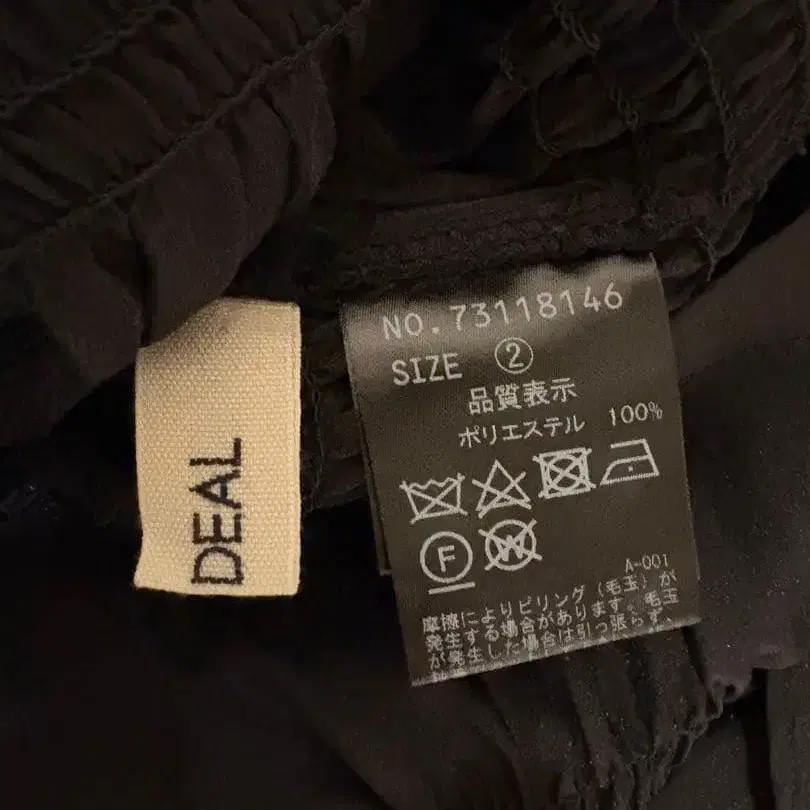 DEAL
NO.73118146
SIZE ②
品質表示
ポリエステル 100%
F
W
A-001
摩擦によりピリング(毛玉)が
発生する場合があります。毛玉
が発生した場合は引っ張らず、